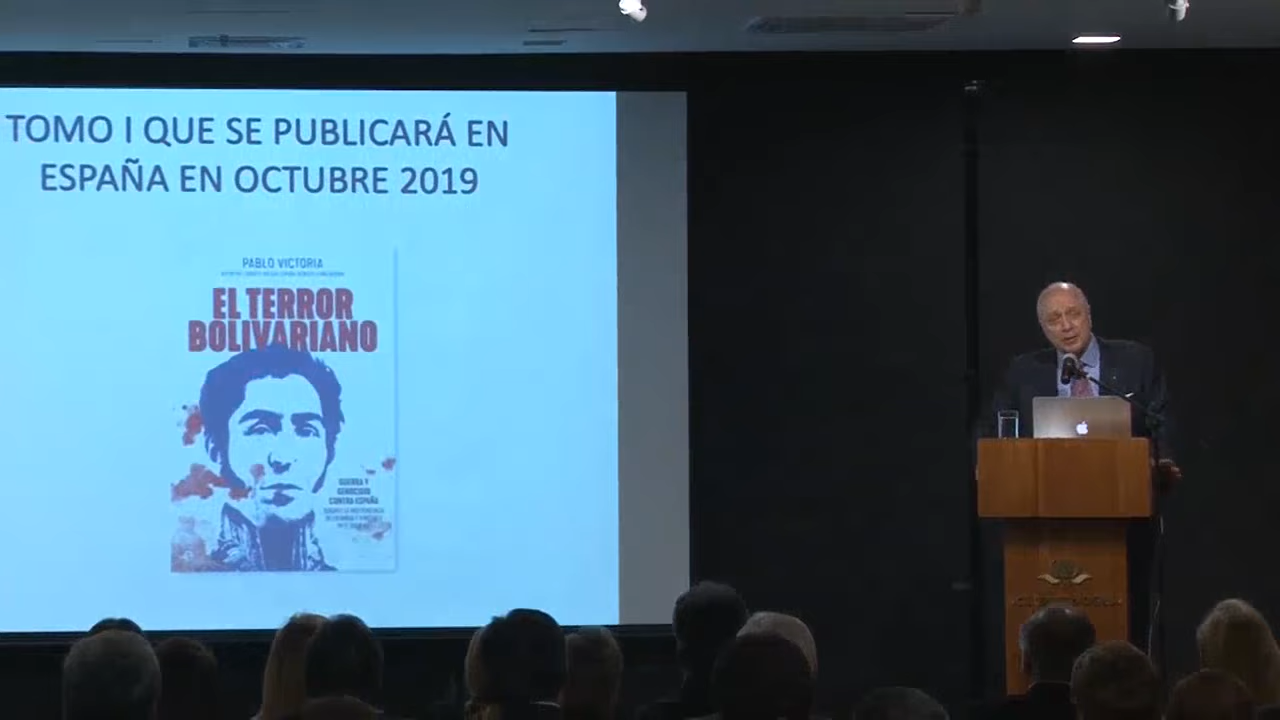 TOMO I QUE SE PUBLICARÁ EN
ESPAÑA EN OCTUBRE 2019
PABLO VICTORIA
EL TERROR
BOLIVARIANO
GUERRA Y
GENOCIDIO
CONTRA ESPAÑA